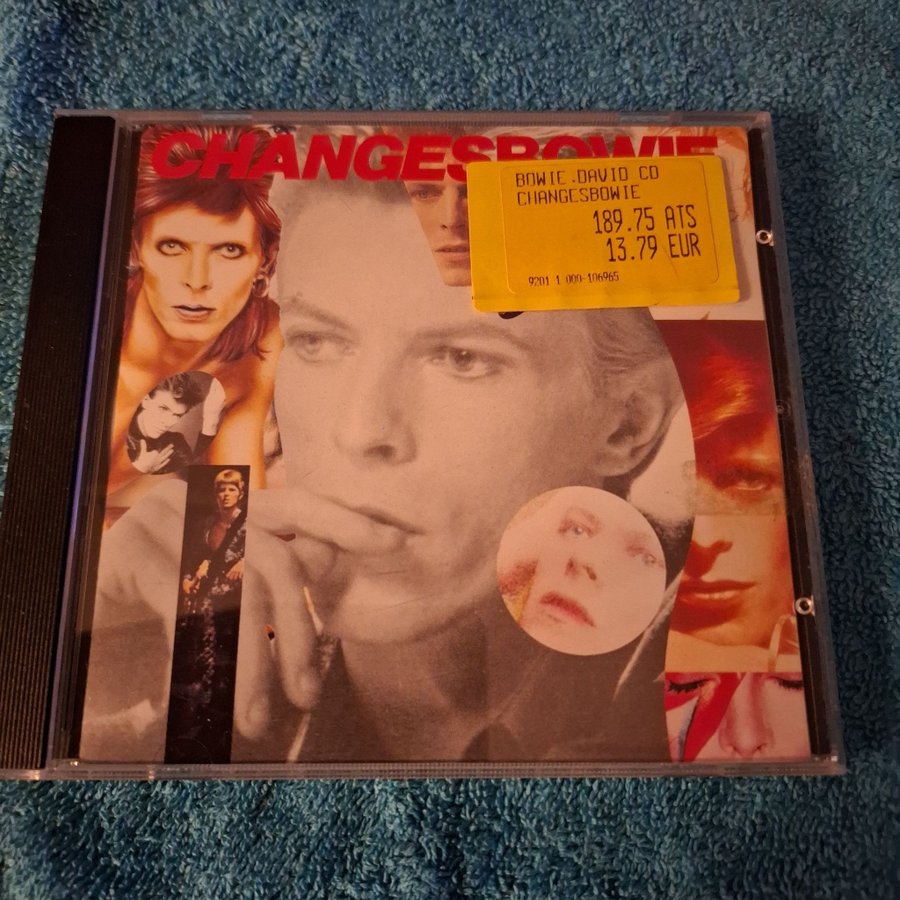 CHANGESBOWIE
BOWIE.DAVID CD
CHANGESBOWIE
189.75 ATS
13.79 EUR
9201 1 000-106965